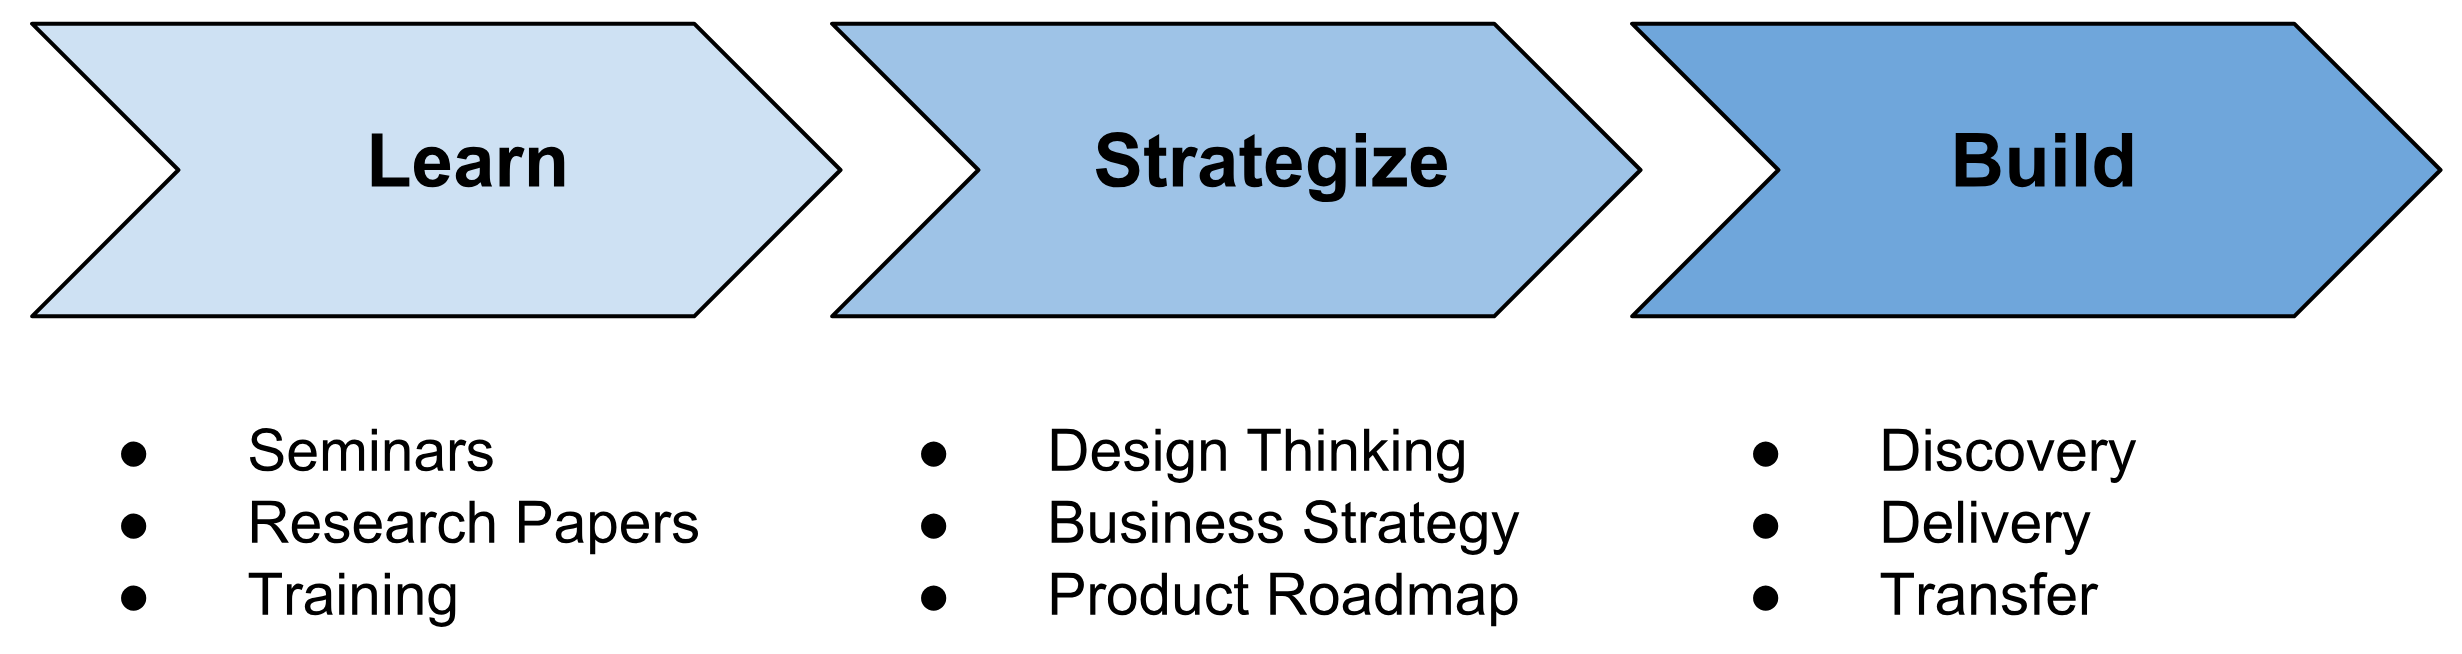 Learn
Strategize
Build
● Seminars
● Research Papers
● Training
● Design Thinking
● Business Strategy
● Product Roadmap
● Discovery
● Delivery
● Transfer